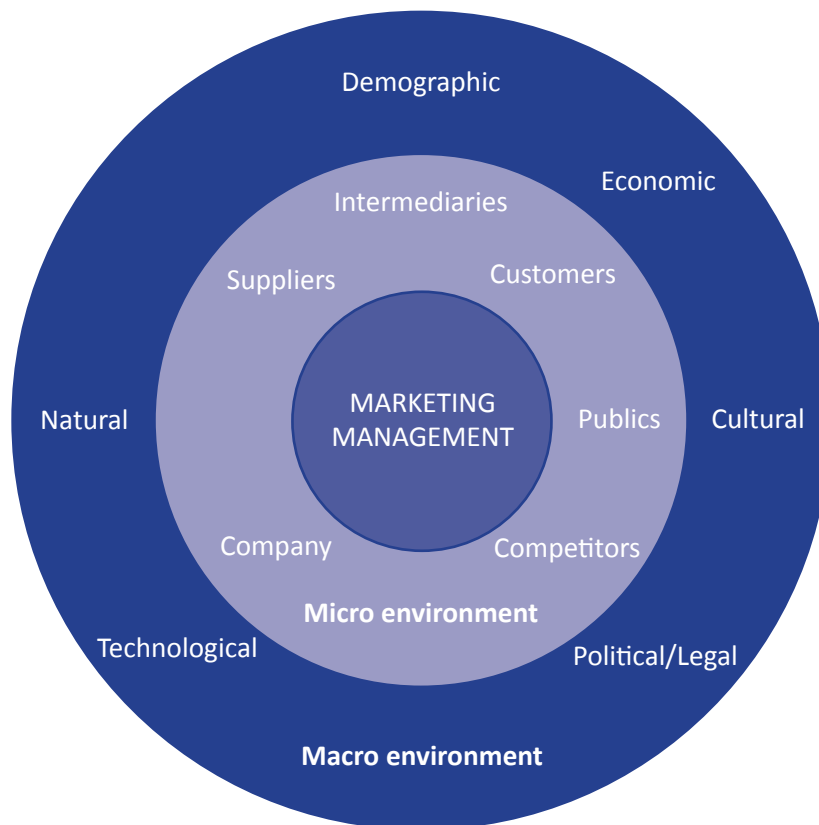 Demographic
Economic
Intermediaries
Customers
Suppliers
MARKETING
MANAGEMENT
Natural
Publics
Cultural
Company
Competitors
Micro environment
Technological
Political/Legal
Macro environment